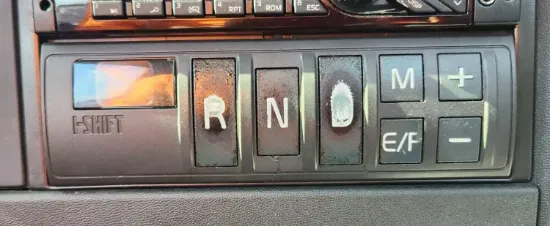 RPT
RDM
ESC
R N D M +
I-SHIFT
E/F -